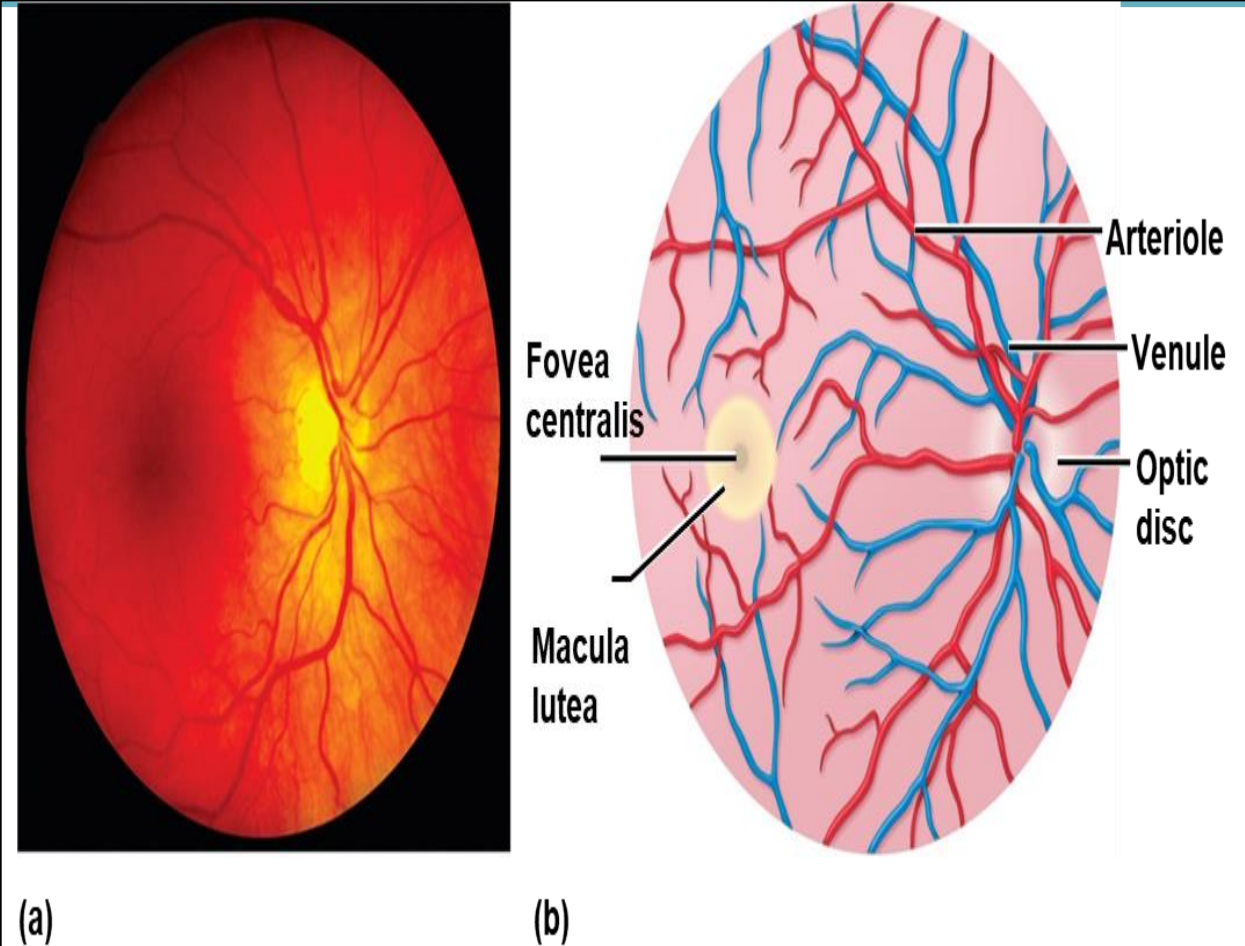 Arteriole
Venule
Fovea
centralis
Optic
disc
Macula
lutea
(a)
(b)